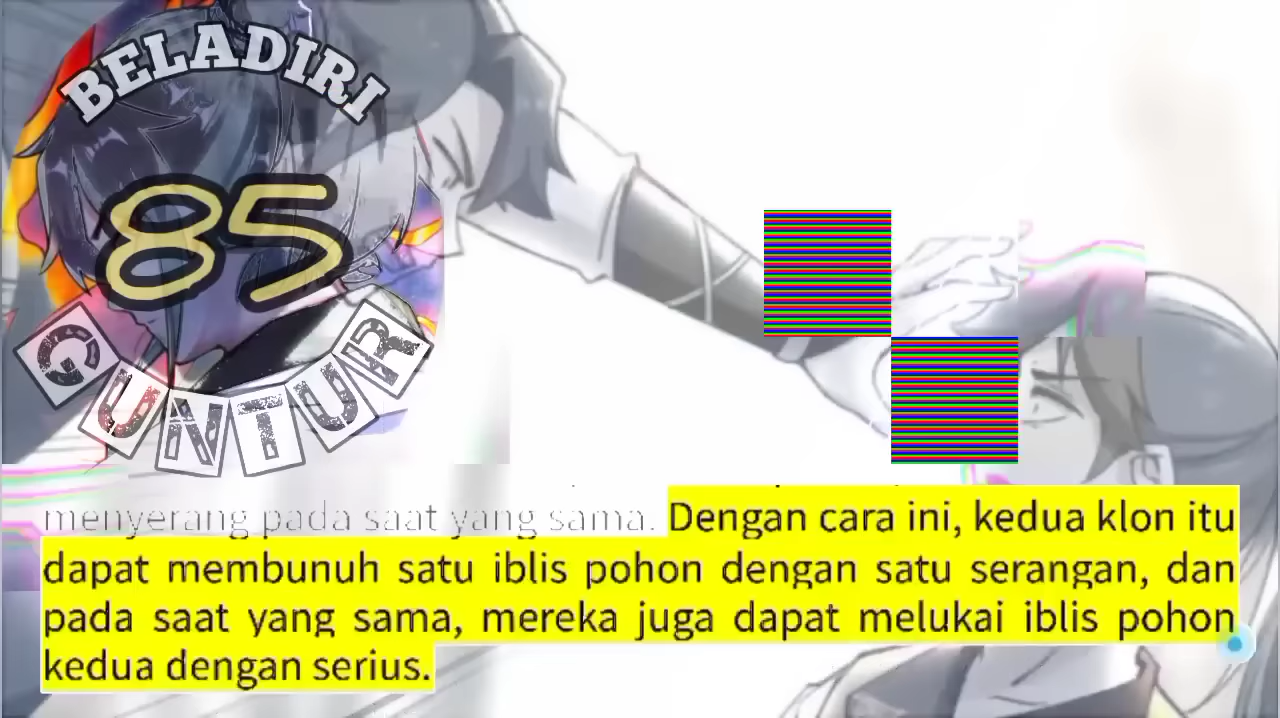 BELADIRI
85
GUNTUR
menyerang pada saat yang sama. Dengan cara ini, kedua klon itu
dapat membunuh satu iblis pohon dengan satu serangan, dan
pada saat yang sama, mereka juga dapat melukai iblis pohon
kedua dengan serius.